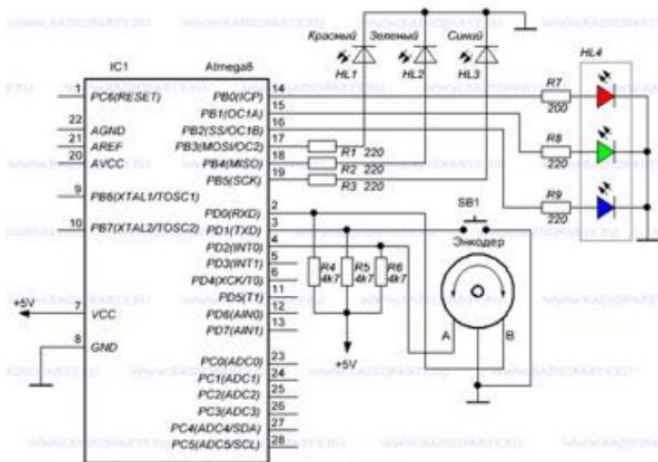 IC1 Atmega8
Красный Зеленый Синий
HL1 HL2 HL3 HL4
1 PC6(RESET)
22 AGND
21 AREF
20 AVCC
9 PB6(XTAL1/TOSC1)
10 PB7(XTAL2/TOSC2)
+5V 7 VCC
8 GND
PB0(ICP) 14
PB1(OC1A) 15
PB2(SS/OC1B) 16
PB3(MOSI/OC2) 17
PB4(MISO) 18
PB5(SCK) 19
PD0(RXD) 2
PD1(TXD) 3
PD2(INT0) 4
PD3(INT1) 5
PD4(XCK/T0) 6
PD5(T1) 11
PD6(AIN0) 12
PD7(AIN1) 13
PC0(ADC0) 23
PC1(ADC1) 24
PC2(ADC2) 25
PC3(ADC3) 26
PC4(ADC4/SDA) 27
PC5(ADC5/SCL) 28
R1 220
R2 220
R3 220
R4 4k7
R5 4k7
R6 4k7
+5V
R7 200
R8 220
R9 220
SB1
Энкодер
A B
WWW.RADIOPARTY.RU